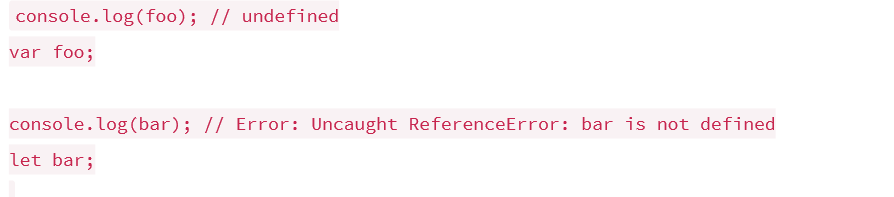 console.log(foo); // undefined
var foo;
console.log(bar); // Error: Uncaught ReferenceError: bar is not defined
let bar;